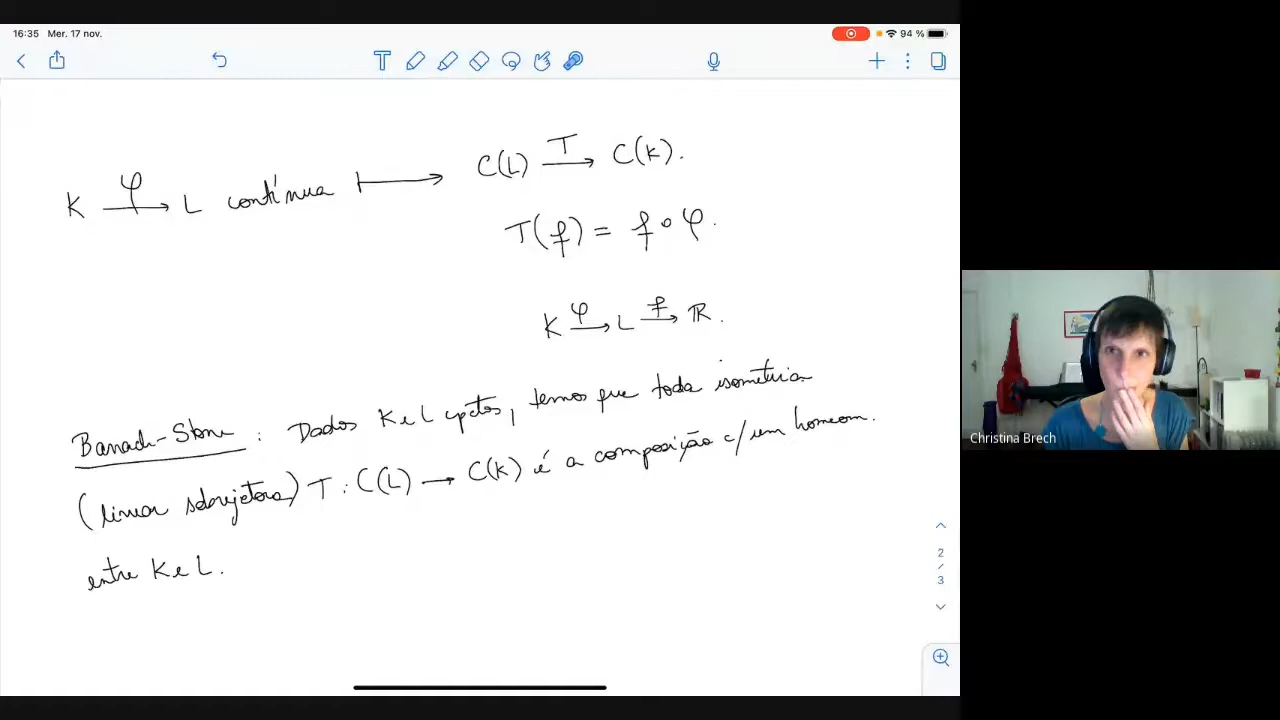 16:35 Mer. 17 nov.
94 %
K —φ→ L contínua ⟼ C(L) —T→ C(K).
T(f) = f∘φ.
K —φ→ L —f→ ℝ.
Banach-Stone : Dados K e L cpctos, temos que toda isometria
(linear sobrejetora) T : C(L) → C(K) é a composição c/ um homeom.
entre K e L.
Christina Brech
2
/
3